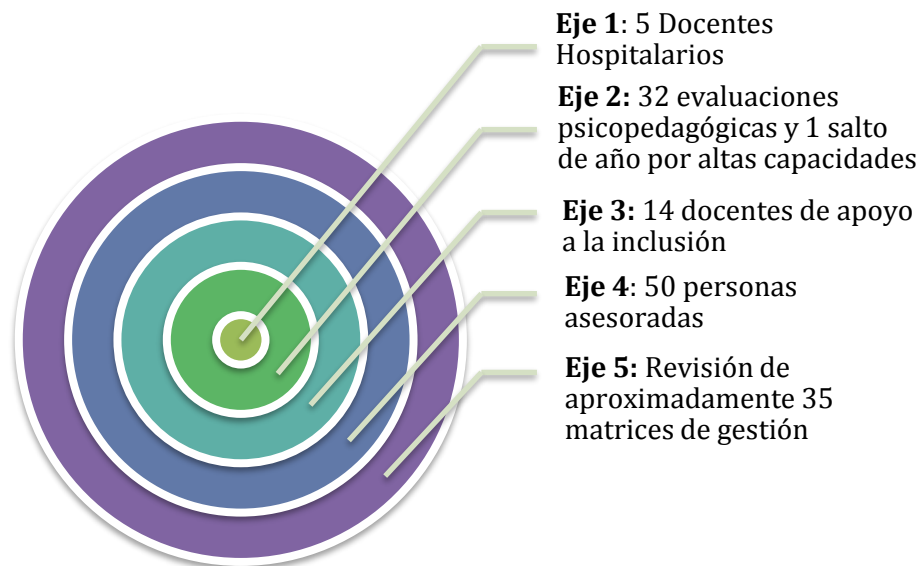 Eje 1: 5 Docentes
Hospitalarios
Eje 2: 32 evaluaciones
psicopedagógicas y 1 salto
de año por altas capacidades
Eje 3: 14 docentes de apoyo
a la inclusión
Eje 4: 50 personas
asesoradas
Eje 5: Revisión de
aproximadamente 35
matrices de gestión